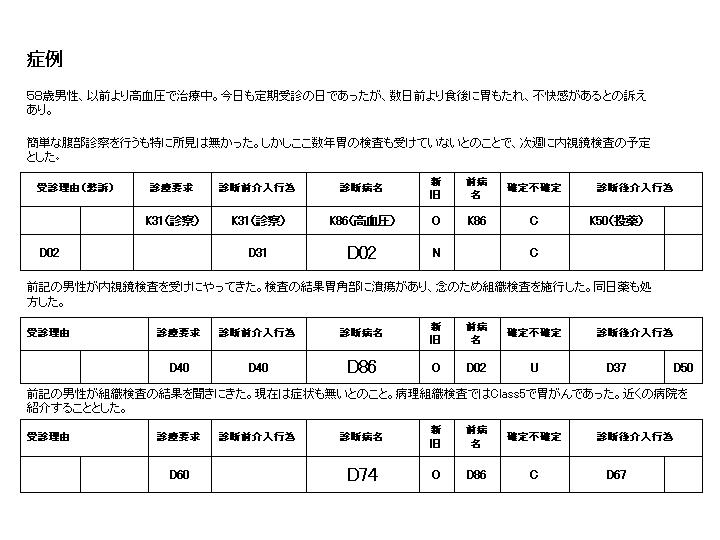 症例
58歳男性、以前より高血圧で治療中。今日も定期受診の日であったが、数日前より食後に胃もたれ、不快感があるとの訴え
あり。
簡単な腹部診察を行うも特に所見は無かった。しかしここ数年胃の検査も受けていないとのことで、次週に内視鏡検査の予定
とした。
受診理由(愁訴) 診療要求 診断前介入行為 診断病名 新旧 前病名 確定不確定 診断後介入行為
K31(診察) K31(診察) K86(高血圧) O K86 C K50(投薬)
D02 D31 D02 N C
前記の男性が内視鏡検査を受けにやってきた。検査の結果胃角部に潰瘍があり、念のため組織検査を施行した。同日薬も処
方した。
受診理由 診療要求 診断前介入行為 診断病名 新旧 前病名 確定不確定 診断後介入行為
D40 D40 D86 O D02 U D37 D50
前記の男性が組織検査の結果を聞きにきた。現在は症状も無いとのこと。病理組織検査ではClass5で胃がんであった。近くの病院を
紹介することとした。
受診理由 診療要求 診断前介入行為 診断病名 新旧 前病名 確定不確定 診断後介入行為
D60 D74 O D86 C D67